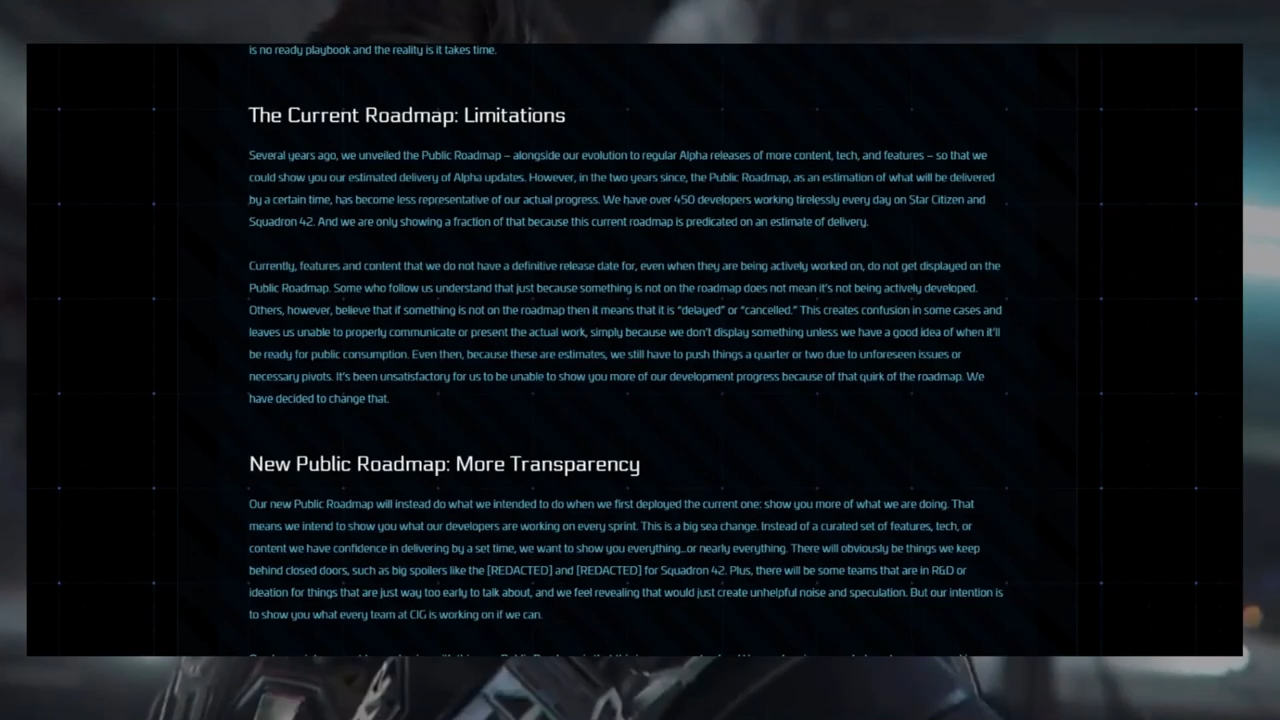 is no ready playbook and the reality is it takes time.
The Current Roadmap: Limitations
Several years ago, we unveiled the Public Roadmap – alongside our evolution to regular Alpha releases of more content, tech, and features – so that we
could show you our estimated delivery of Alpha updates. However, in the two years since, the Public Roadmap, as an estimation of what will be delivered
by a certain time, has become less representative of our actual progress. We have over 450 developers working tirelessly every day on Star Citizen and
Squadron 42. And we are only showing a fraction of that because this current roadmap is predicated on an estimate of delivery.
Currently, features and content that we do not have a definitive release date for, even when they are being actively worked on, do not get displayed on the
Public Roadmap. Some who follow us understand that just because something is not on the roadmap does not mean it's not being actively developed.
Others, however, believe that if something is not on the roadmap then it means that it is “delayed” or “cancelled.” This creates confusion in some cases and
leaves us unable to properly communicate or present the actual work, simply because we don't display something unless we have a good idea of when it'll
be ready for public consumption. Even then, because these are estimates, we still have to push things a quarter or two due to unforeseen issues or
necessary pivots. It's been unsatisfactory for us to be unable to show you more of our development progress because of that quirk of the roadmap. We
have decided to change that.
New Public Roadmap: More Transparency
Our new Public Roadmap will instead do what we intended to do when we first deployed the current one: show you more of what we are doing. That
means we intend to show you what our developers are working on every sprint. This is a big sea change. Instead of a curated set of features, tech, or
content we have confidence in delivering by a set time, we want to show you everything…or nearly everything. There will obviously be things we keep
behind closed doors, such as big spoilers like the [REDACTED] and [REDACTED] for Squadron 42. Plus, there will be some teams that are in R&D or
ideation for things that are just way too early to talk about, and we feel revealing that would just create unhelpful noise and speculation. But our intention is
to show you what every team at CIG is working on if we can.